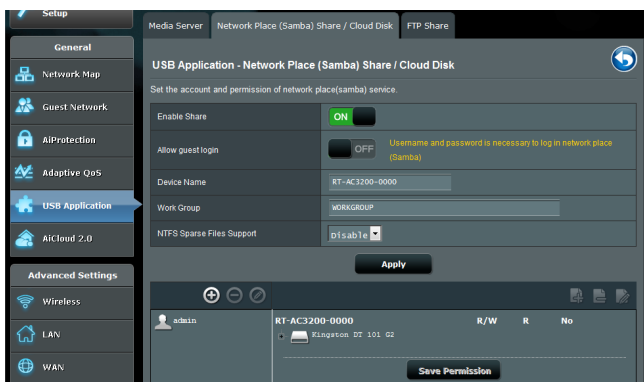 Setup
Media Server
Network Place (Samba) Share / Cloud Disk
FTP Share
General
Network Map
Guest Network
AiProtection
Adaptive QoS
USB Application
AiCloud 2.0
Advanced Settings
Wireless
LAN
WAN
USB Application - Network Place (Samba) Share / Cloud Disk
Set the account and permission of network place(samba) service.
Enable Share
ON
Allow guest login
OFF
Username and password is necessary to log in network place
(Samba)
Device Name
RT-AC3200-0000
Work Group
WORKGROUP
NTFS Sparse Files Support
Disable
Apply
admin
RT-AC3200-0000
R/W
R
No
Kingston DT 101 G2
Save Permission